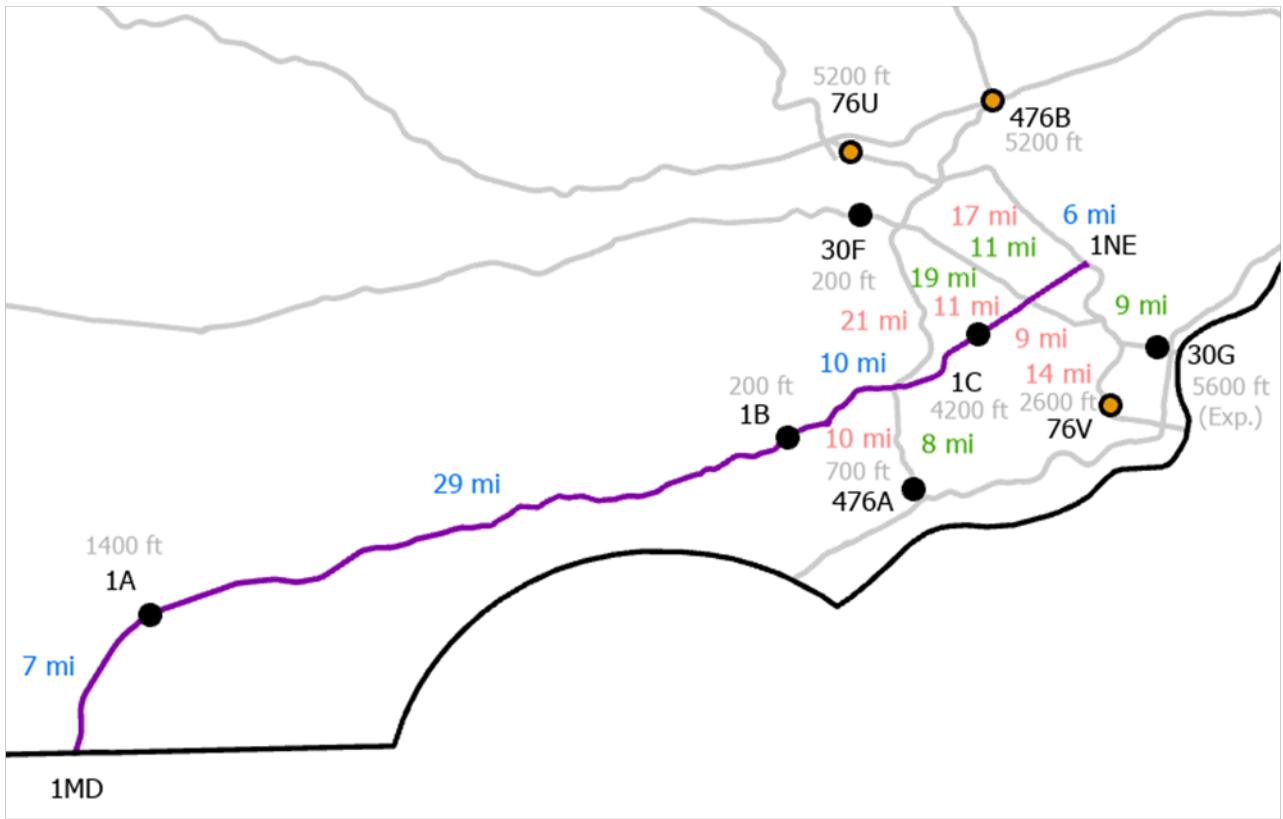 5200 ft
76U
476B
5200 ft
17 mi
6 mi
11 mi
1NE
30F
200 ft
19 mi
11 mi
9 mi
21 mi
9 mi
30G
10 mi
14 mi
5600 ft
(Exp.)
200 ft
1B
1C
4200 ft
2600 ft
76V
10 mi
8 mi
700 ft
476A
29 mi
1400 ft
1A
7 mi
1MD